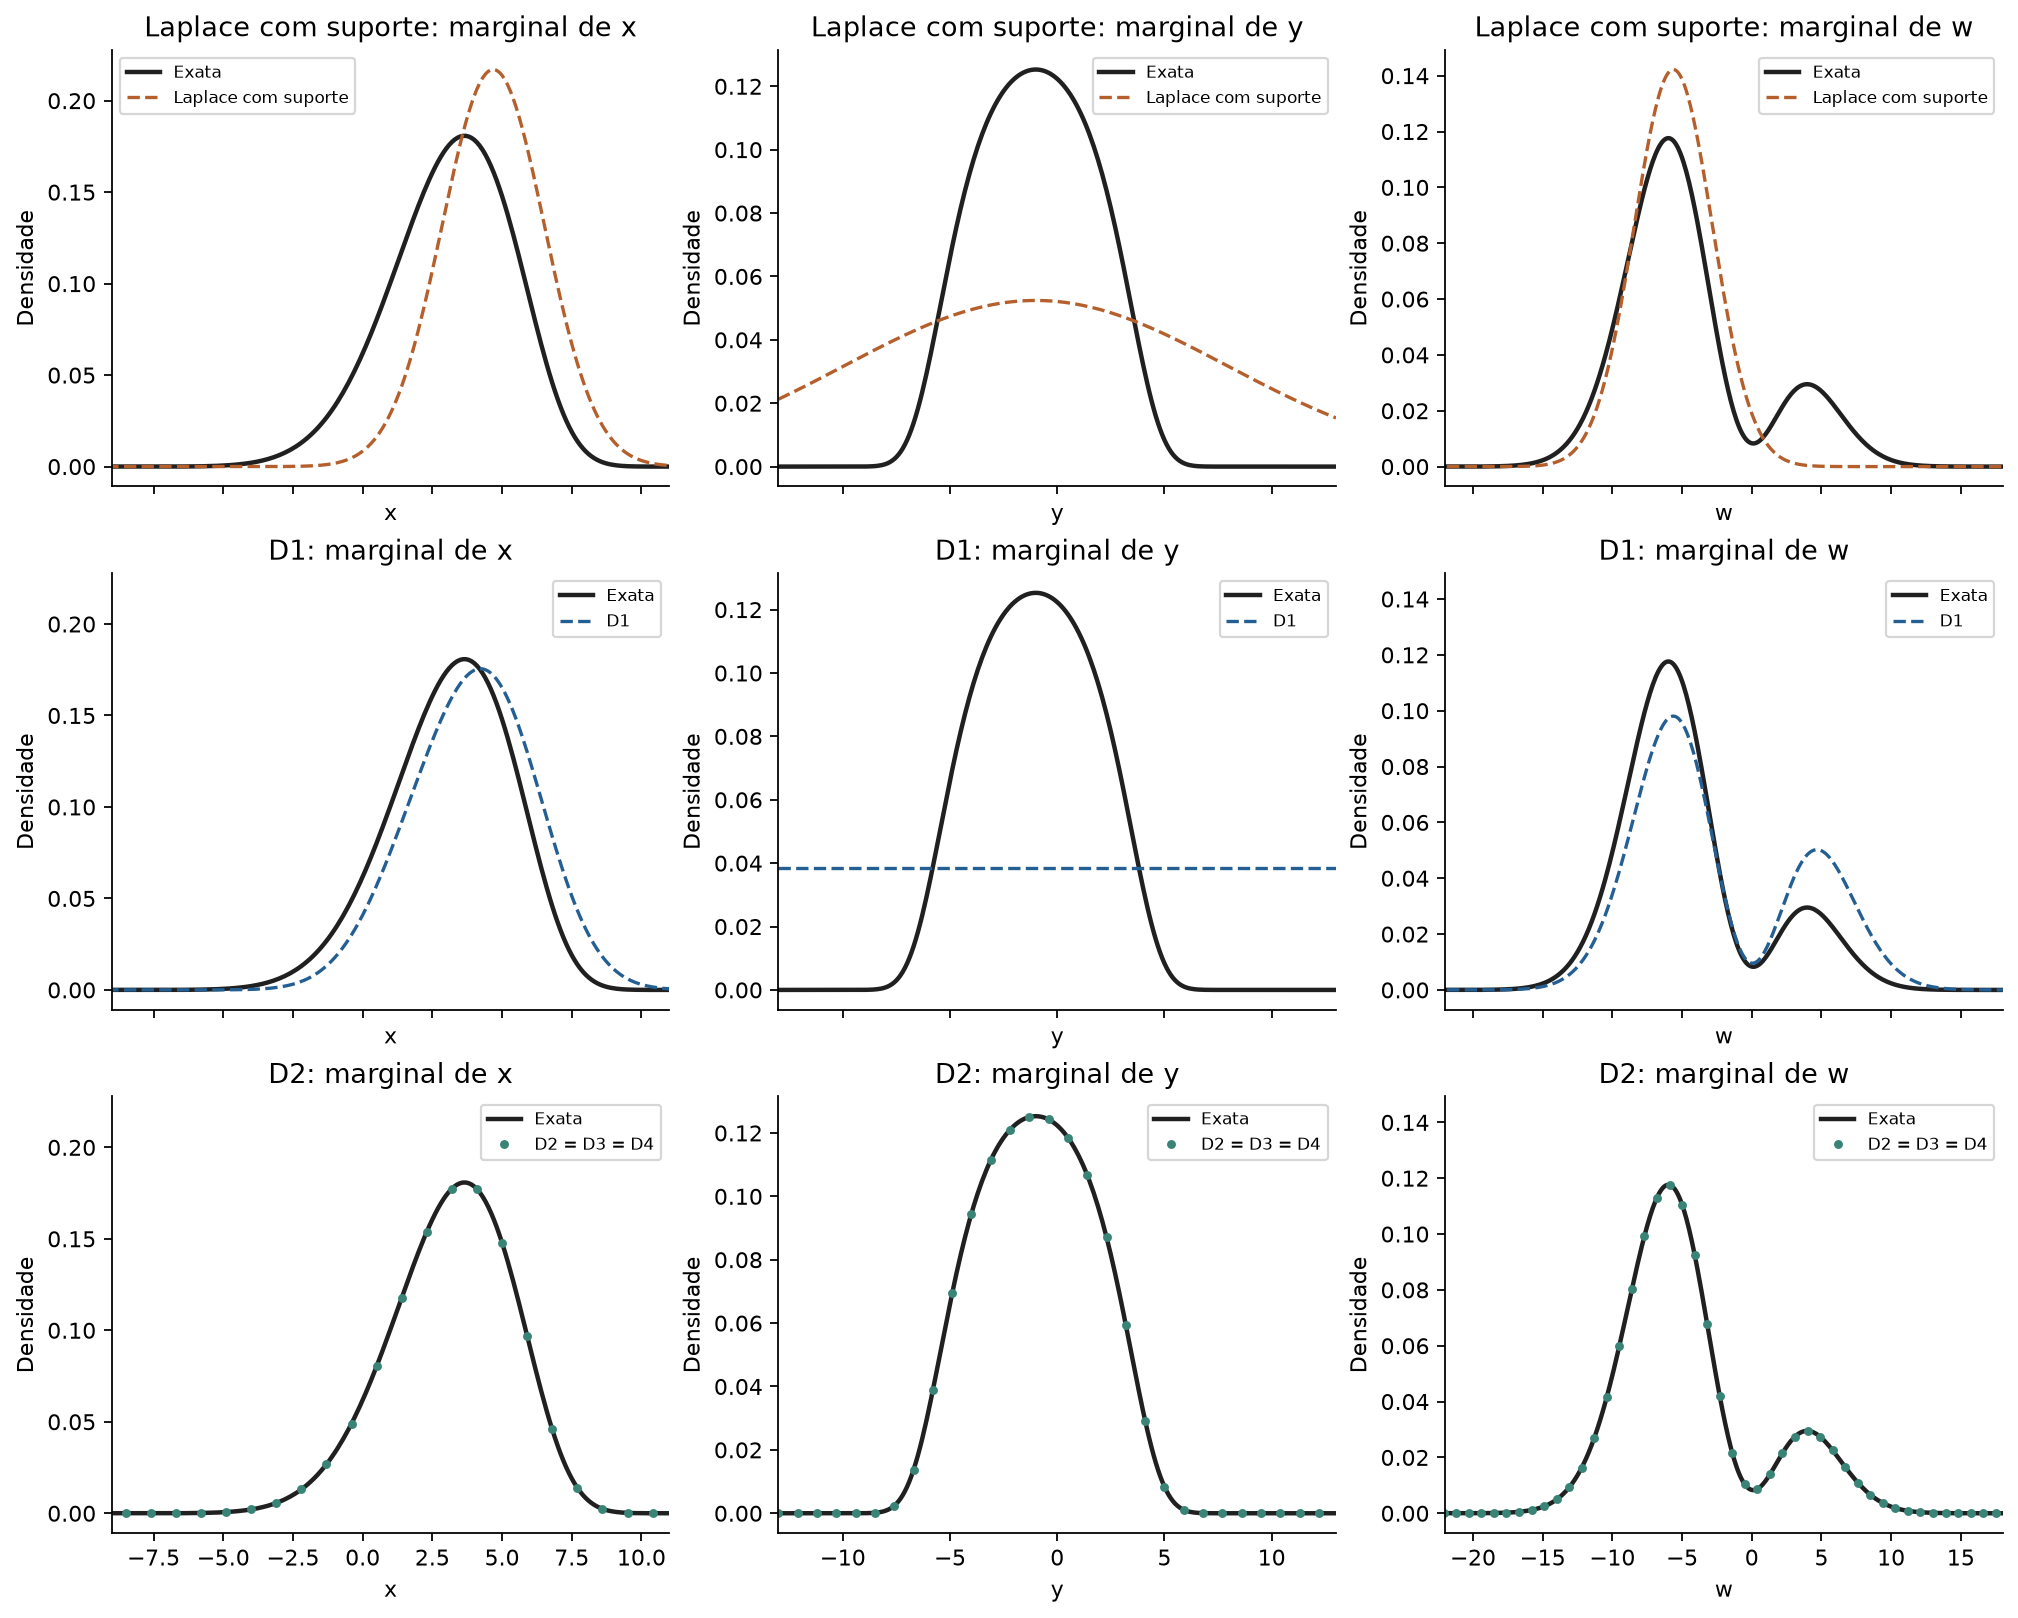 Laplace com suporte: marginal de x
Exata
Laplace com suporte
0.20
0.15
0.10
0.05
0.00
Densidade
x
Laplace com suporte: marginal de y
Exata
Laplace com suporte
0.12
0.10
0.08
0.06
0.04
0.02
0.00
Densidade
−10 −5 0 5 10
y
Laplace com suporte: marginal de w
Exata
Laplace com suporte
0.14
0.12
0.10
0.08
0.06
0.04
0.02
0.00
Densidade
w
D1: marginal de x
Exata
D1
0.20
0.15
0.10
0.05
0.00
Densidade
x
D1: marginal de y
Exata
D1
0.12
0.10
0.08
0.06
0.04
0.02
0.00
Densidade
y
D1: marginal de w
Exata
D1
0.14
0.12
0.10
0.08
0.06
0.04
0.02
0.00
Densidade
w
D2: marginal de x
Exata
D2 = D3 = D4
0.20
0.15
0.10
0.05
0.00
Densidade
−7.5 −5.0 −2.5 0.0 2.5 5.0 7.5 10.0
x
D2: marginal de y
Exata
D2 = D3 = D4
0.12
0.10
0.08
0.06
0.04
0.02
0.00
Densidade
−10 −5 0 5 10
y
D2: marginal de w
Exata
D2 = D3 = D4
0.14
0.12
0.10
0.08
0.06
0.04
0.02
0.00
Densidade
−20 −15 −10 −5 0 5 10 15
w